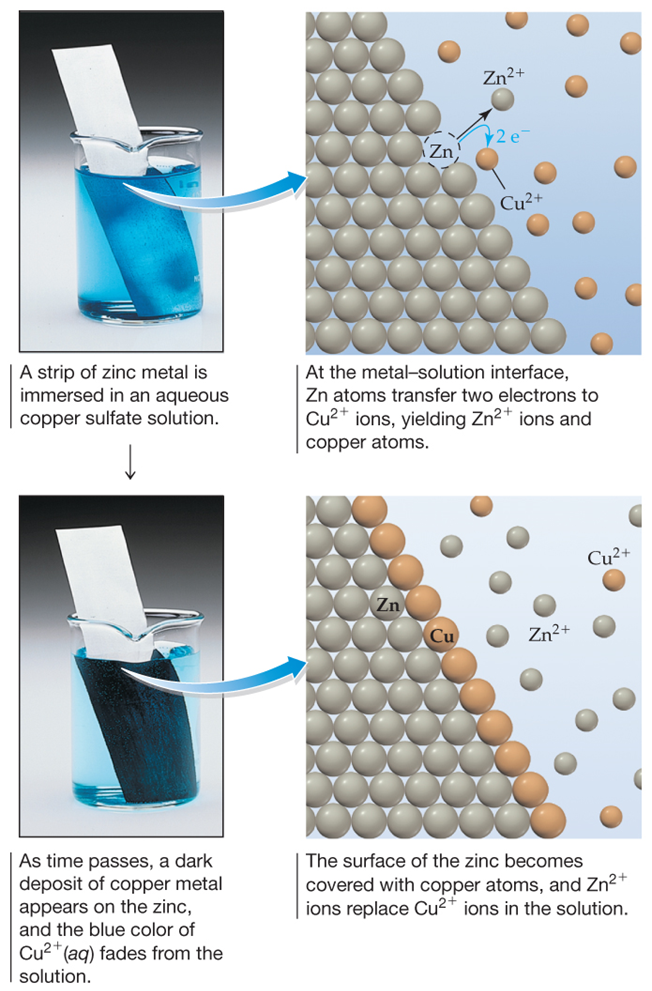 Zn²⁺
2 e⁻
Zn
Cu²⁺
A strip of zinc metal is
immersed in an aqueous
copper sulfate solution.
At the metal–solution interface,
Zn atoms transfer two electrons to
Cu²⁺ ions, yielding Zn²⁺ ions and
copper atoms.
Cu²⁺
Zn
Cu
Zn²⁺
As time passes, a dark
deposit of copper metal
appears on the zinc,
and the blue color of
Cu²⁺(aq) fades from the
solution.
The surface of the zinc becomes
covered with copper atoms, and Zn²⁺
ions replace Cu²⁺ ions in the solution.